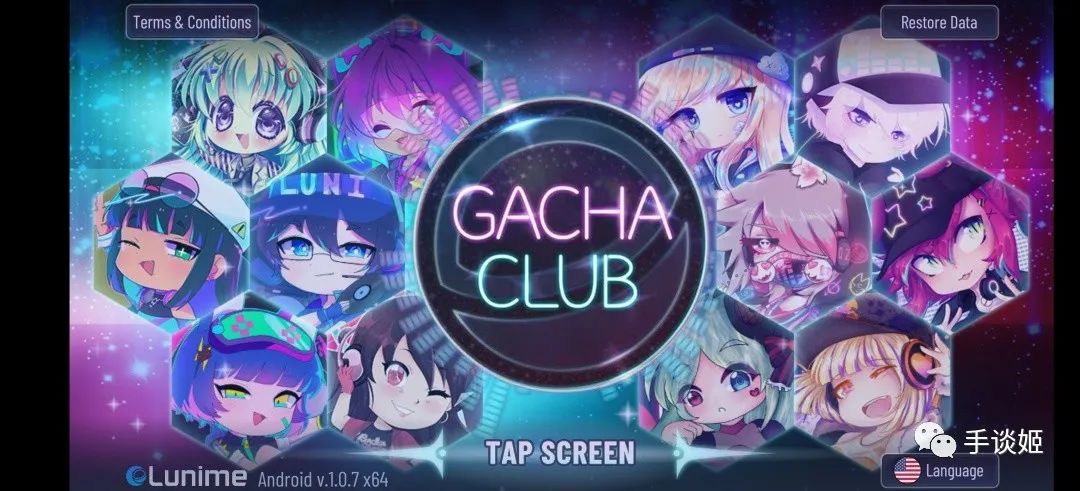 Terms & Conditions
Restore Data
LUNI
GACHA
CLUB
TAP SCREEN
Lunime Android v.1.0.7 x64
手谈姬
Language